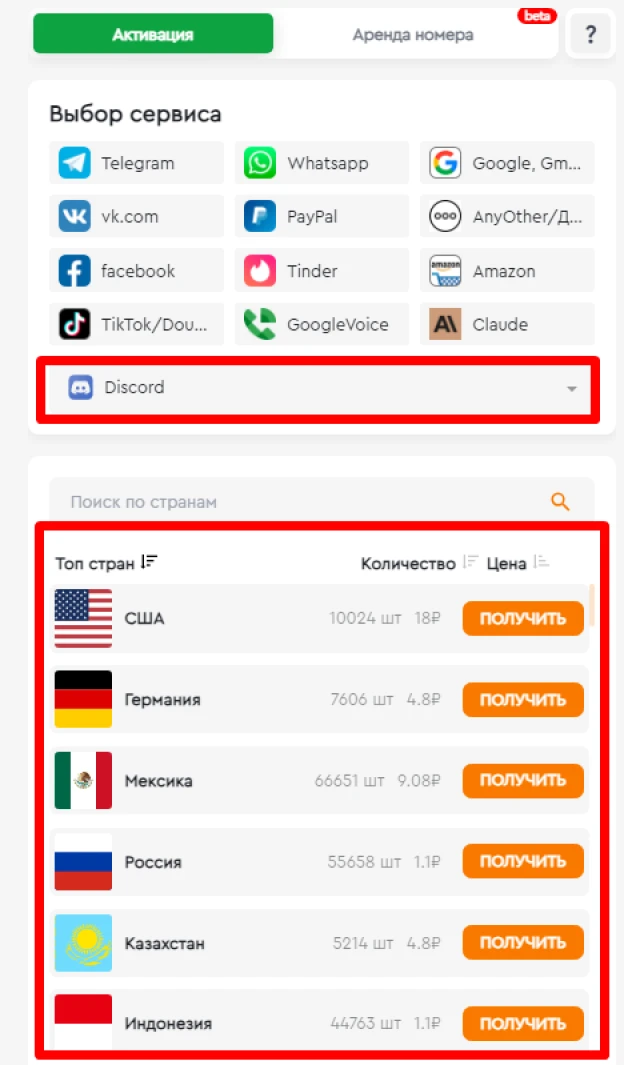 Активация
Аренда номера
beta
?
Выбор сервиса
Telegram
Whatsapp
Google, Gm...
vk.com
PayPal
AnyOther/Д...
facebook
Tinder
amazon
Amazon
TikTok/Dou...
GoogleVoice
Claude
Discord
Поиск по странам
Топ стран Количество Цена
США 10024 шт 18₽ ПОЛУЧИТЬ
Германия 7606 шт 4.8₽ ПОЛУЧИТЬ
Мексика 66651 шт 9.08₽ ПОЛУЧИТЬ
Россия 55658 шт 1.1₽ ПОЛУЧИТЬ
Казахстан 5214 шт 4.8₽ ПОЛУЧИТЬ
Индонезия 44763 шт 1.1₽ ПОЛУЧИТЬ